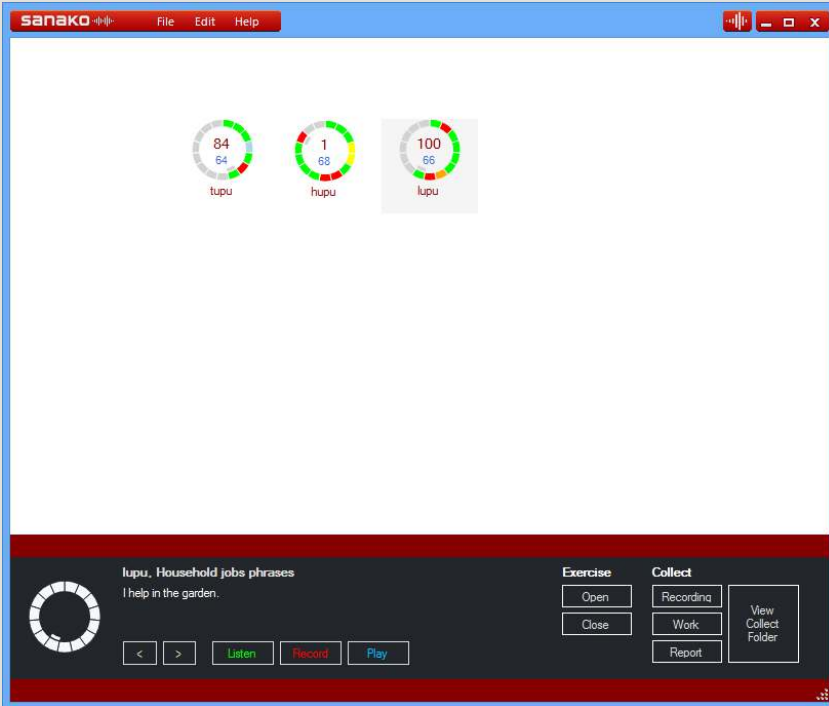 sanako File Edit Help
84 1 100
64 68 66
tupu hupu lupu
lupu, Household jobs phrases
I help in the garden.
< > Listen Record Play
Exercise
Open
Close
Collect
Recording
Work
Report
View
Collect
Folder